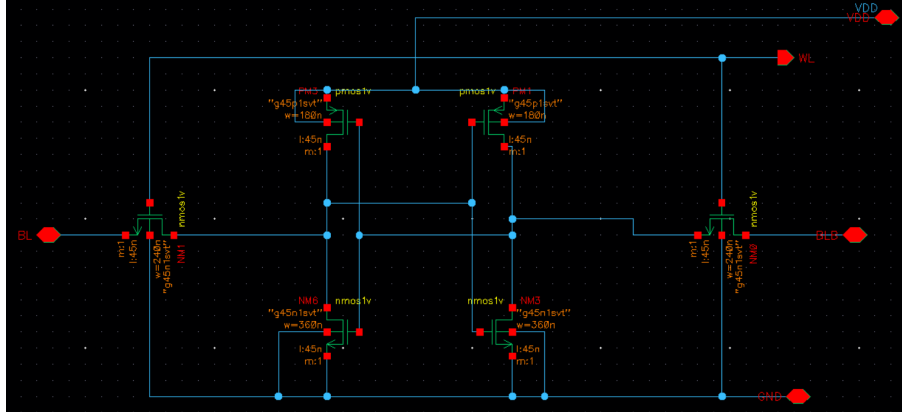 VDD
VDD
WL
PM3
pmos1v
"g45p1svt"
w=180n
l:45n
m:1
pmos1v
PM1
"g45p1svt"
w=180n
l:45n
m:1
BL
m:1
l:45n
w=240n
"g45n1svt"
NM1
nmos1v
m:1
l:45n
w=240n
"g45n1svt"
nmos1v
BLB
NM6
nmos1v
"g45n1svt"
w=360n
l:45n
m:1
nmos1v
NM3
"g45n1svt"
w=360n
l:45n
m:1
GND